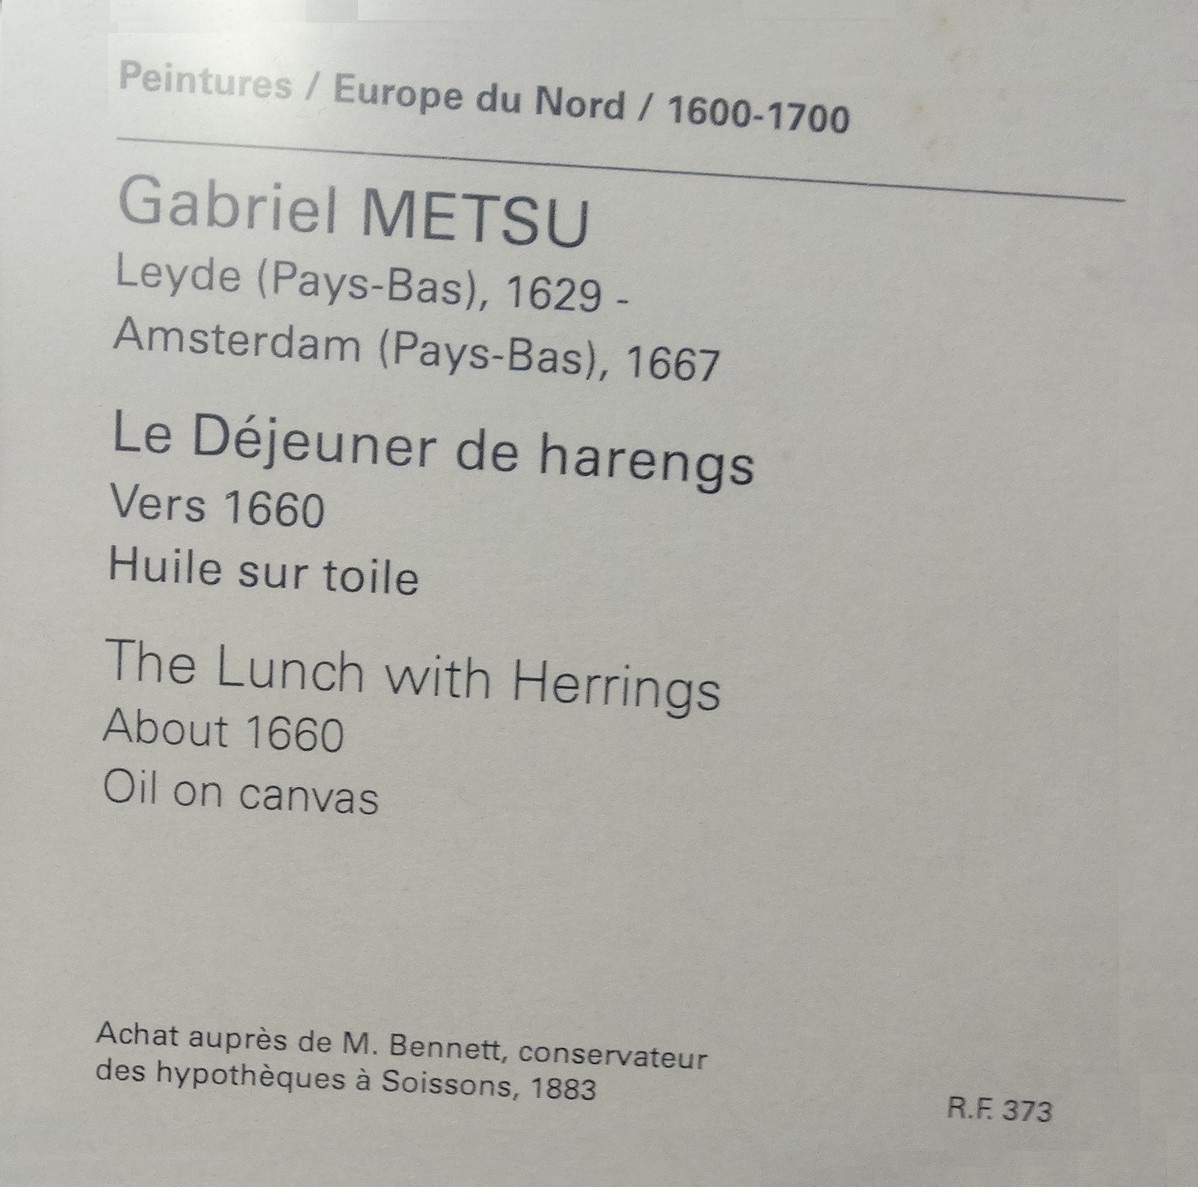 Peintures / Europe du Nord / 1600-1700
Gabriel METSU
Leyde (Pays-Bas), 1629 -
Amsterdam (Pays-Bas), 1667
Le Déjeuner de harengs
Vers 1660
Huile sur toile
The Lunch with Herrings
About 1660
Oil on canvas
Achat auprès de M. Bennett, conservateur
des hypothèques à Soissons, 1883
R.F. 373